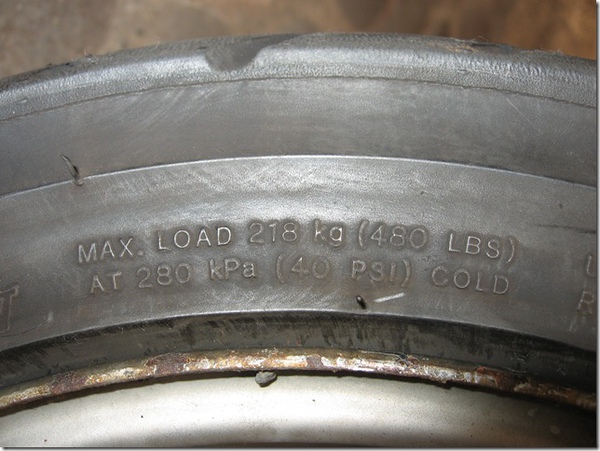 MAX. LOAD 218 kg (480 LBS)
AT 280 kPa (40 PSI) COLD